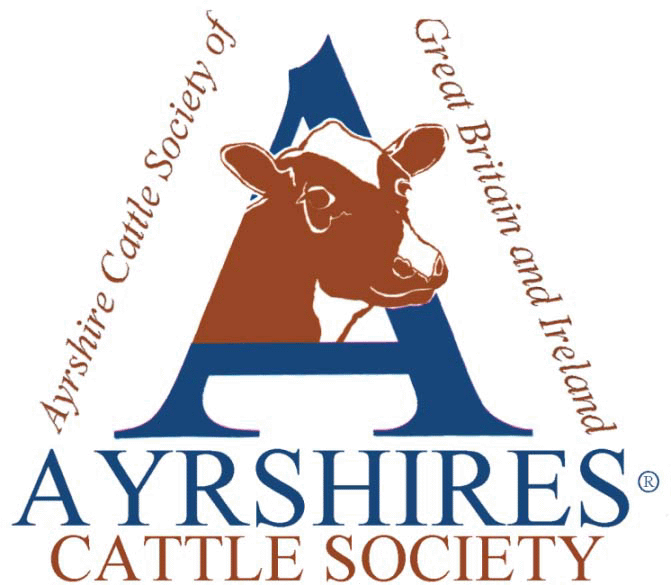 Ayrshire Cattle Society of
Great Britain and Ireland
A
AYRSHIRES®
CATTLE SOCIETY